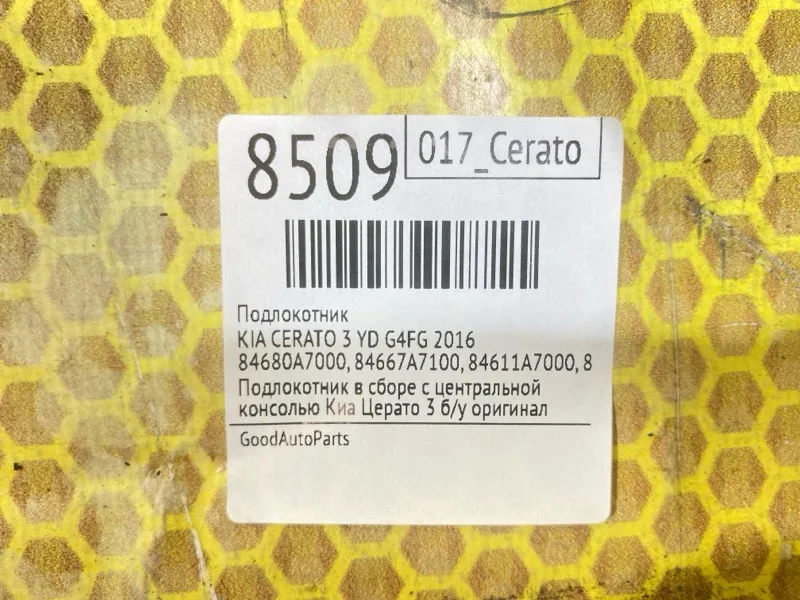 8509
017_Cerato
Подлокотник
KIA CERATO 3 YD G4FG 2016
84680A7000, 84667A7100, 84611A7000, 8
Подлокотник в сборе с центральной
консолью Киа Церато 3 б/у оригинал
GoodAutoParts